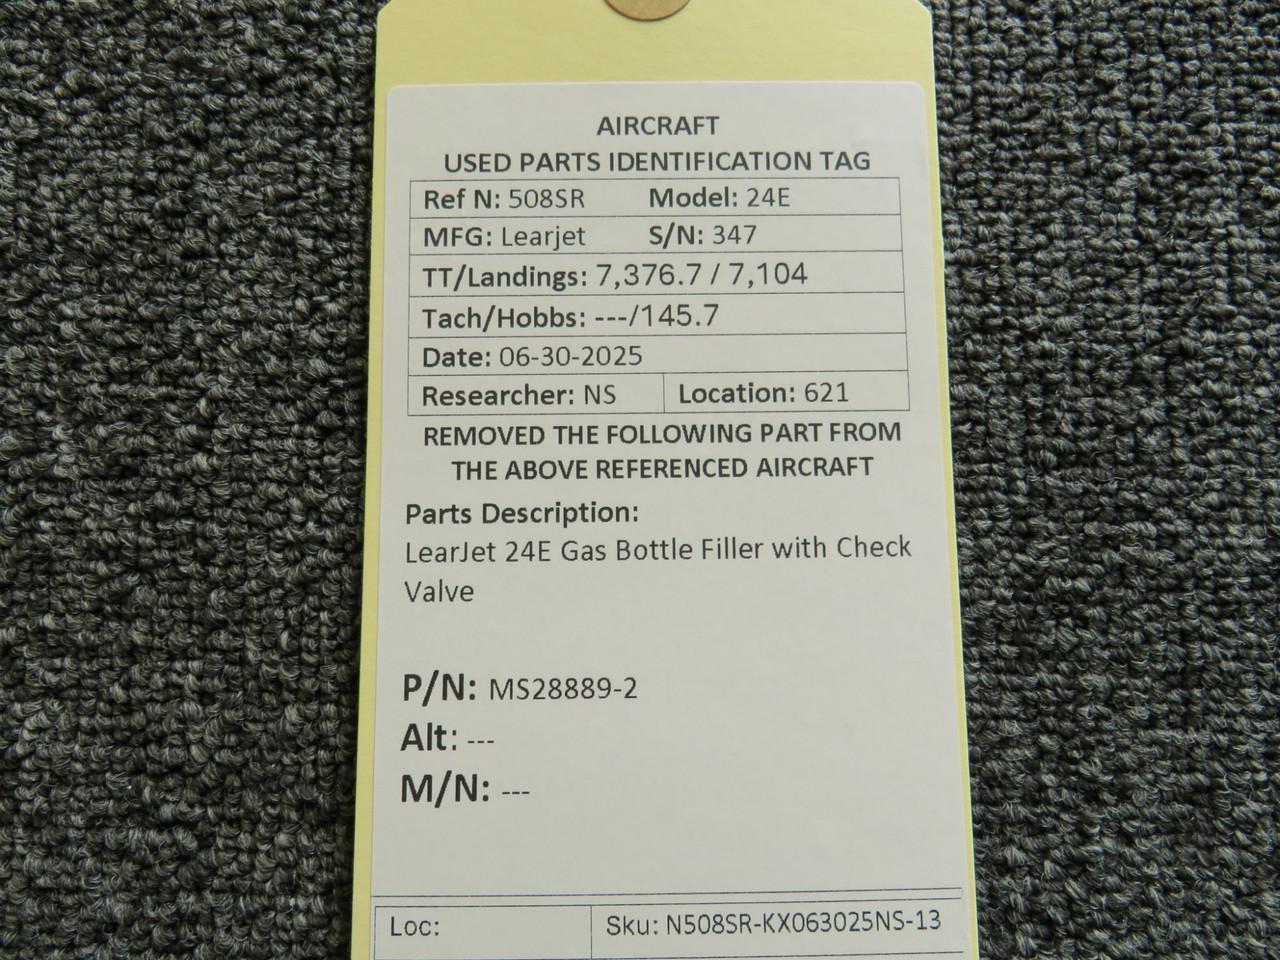 AIRCRAFT
USED PARTS IDENTIFICATION TAG
Ref N: 508SR Model: 24E
MFG: Learjet S/N: 347
TT/Landings: 7,376.7 / 7,104
Tach/Hobbs: ---/145.7
Date: 06-30-2025
Researcher: NS Location: 621
REMOVED THE FOLLOWING PART FROM
THE ABOVE REFERENCED AIRCRAFT
Parts Description:
LearJet 24E Gas Bottle Filler with Check
Valve
P/N: MS28889-2
Alt: ---
M/N: ---
Loc: Sku: N508SR-KX063025NS-13